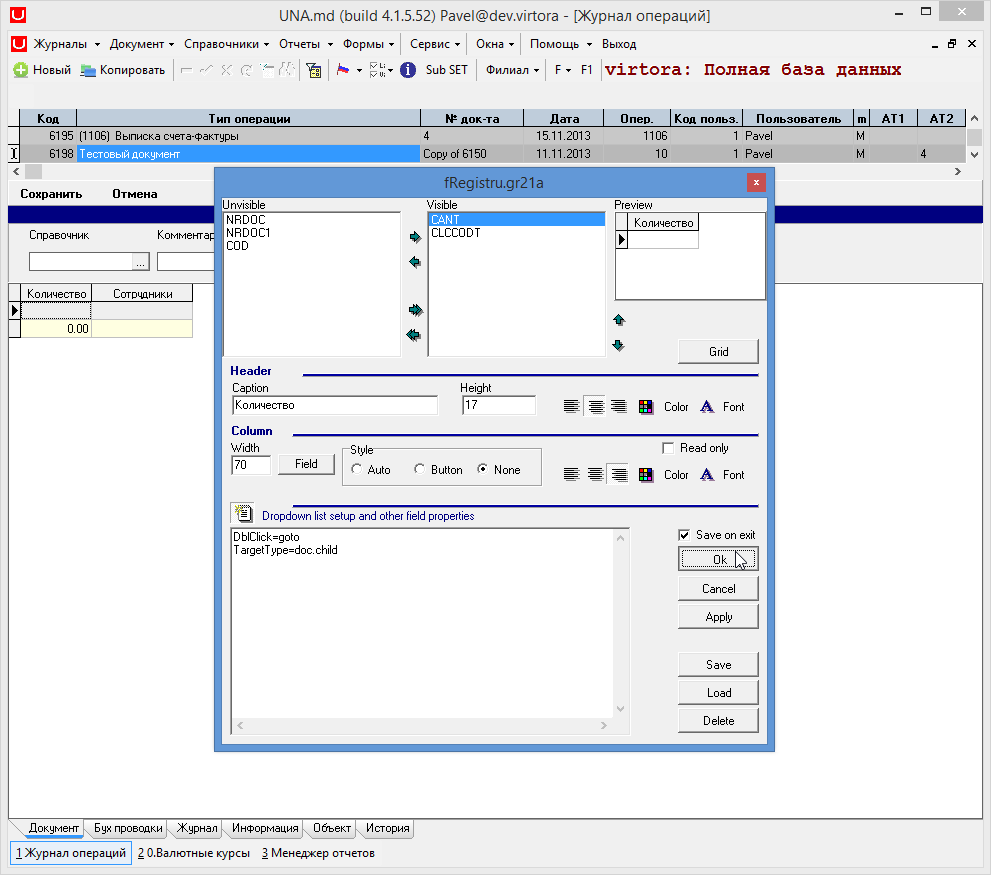 UNA.md (build 4.1.5.52) Pavel@dev.virtora - [Журнал операций]
Журналы Документ Справочники Отчеты Формы Сервис Окна Помощь Выход
Новый Копировать Sub SET Филиал F F1 virtora: Полная база данных
Код Тип операции № док-та Дата Опер. Код польз. Пользователь m AT1 AT2
6195 (1106) Выписка счета-фактуры 4 15.11.2013 1106 1 Pavel M
6198 Тестовый документ Copy of 6150 11.11.2013 10 1 Pavel M 4
Сохранить Отмена
fRegistru.gr21a
Справочник Комментар
...
Количество Сотрудники
0.00
Unvisible Visible Preview
NRDOC CANT Количество
NRDOC1 CLCCODT
COD
Grid
Header
Caption Height
Количество 17 Color Font
Column
Width Style Read only
70 Field Auto Button None Color Font
Dropdown list setup and other field properties
DblClick=goto
TargetType=doc.child
Save on exit
Ok
Cancel
Apply
Save
Load
Delete
Документ Бух проводки Журнал Информация Объект История
1 Журнал операций 2 0.Валютные курсы 3 Менеджер отчетов